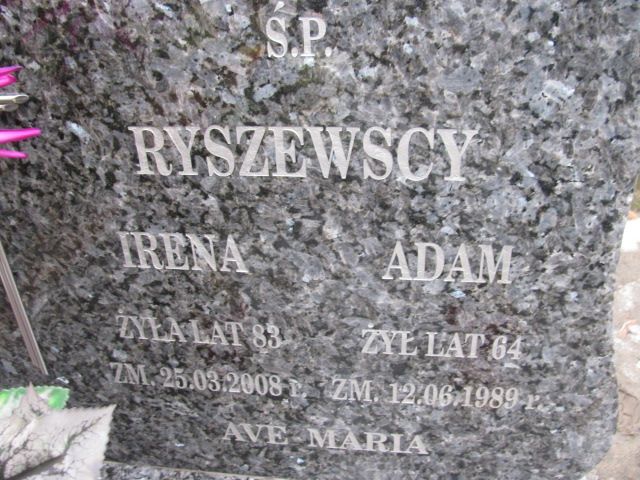 Ś.P.
RYSZEWSCY
IRENA ADAM
ŻYŁA LAT 83 ŻYŁ LAT 64
ZM. 25.03.2008 r. ZM. 12.06.1989 r.
AVE MARIA